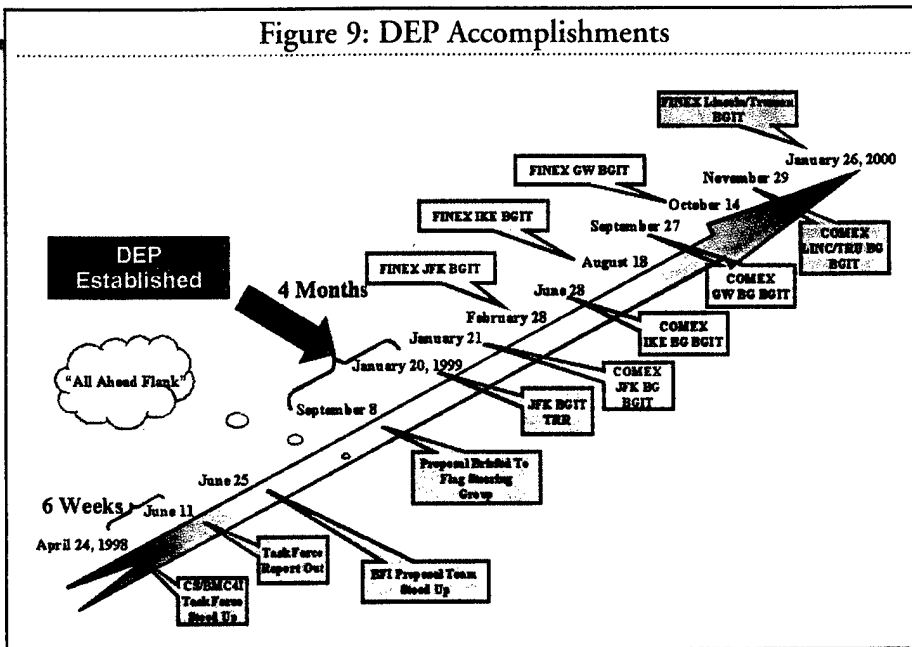 Figure 9: DEP Accomplishments
FINEX Lincoln/Truman
BGIT
January 26, 2000
FINEX GW BGIT
November 29
October 14
FINEX IKE BGIT
September 27
COMEX
LINC/TRU BG
BGIT
DEP
Established
August 18
FINEX JFK BGIT
COMEX
GW BG BGIT
4 Months
June 28
February 28
COMEX
IKE BG BGIT
January 21
"All Ahead Flank"
January 20, 1999
COMEX
JFK BG
BGIT
September 8
JFK BGIT
TRR
Proposal Briefed To
Flag Steering
Group
June 25
6 Weeks
June 11
April 24, 1998
Task Force
Report Out
Proposal Team
Stood Up
CS/BMC4I
Task Force
Stood Up